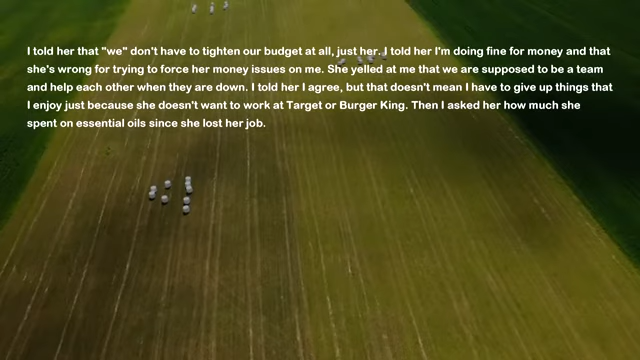 I told her that "we" don't have to tighten our budget at all, just her. I told her I'm doing fine for money and that
she's wrong for trying to force her money issues on me. She yelled at me that we are supposed to be a team
and help each other when they are down. I told her I agree, but that doesn't mean I have to give up things that
I enjoy just because she doesn't want to work at Target or Burger King. Then I asked her how much she
spent on essential oils since she lost her job.